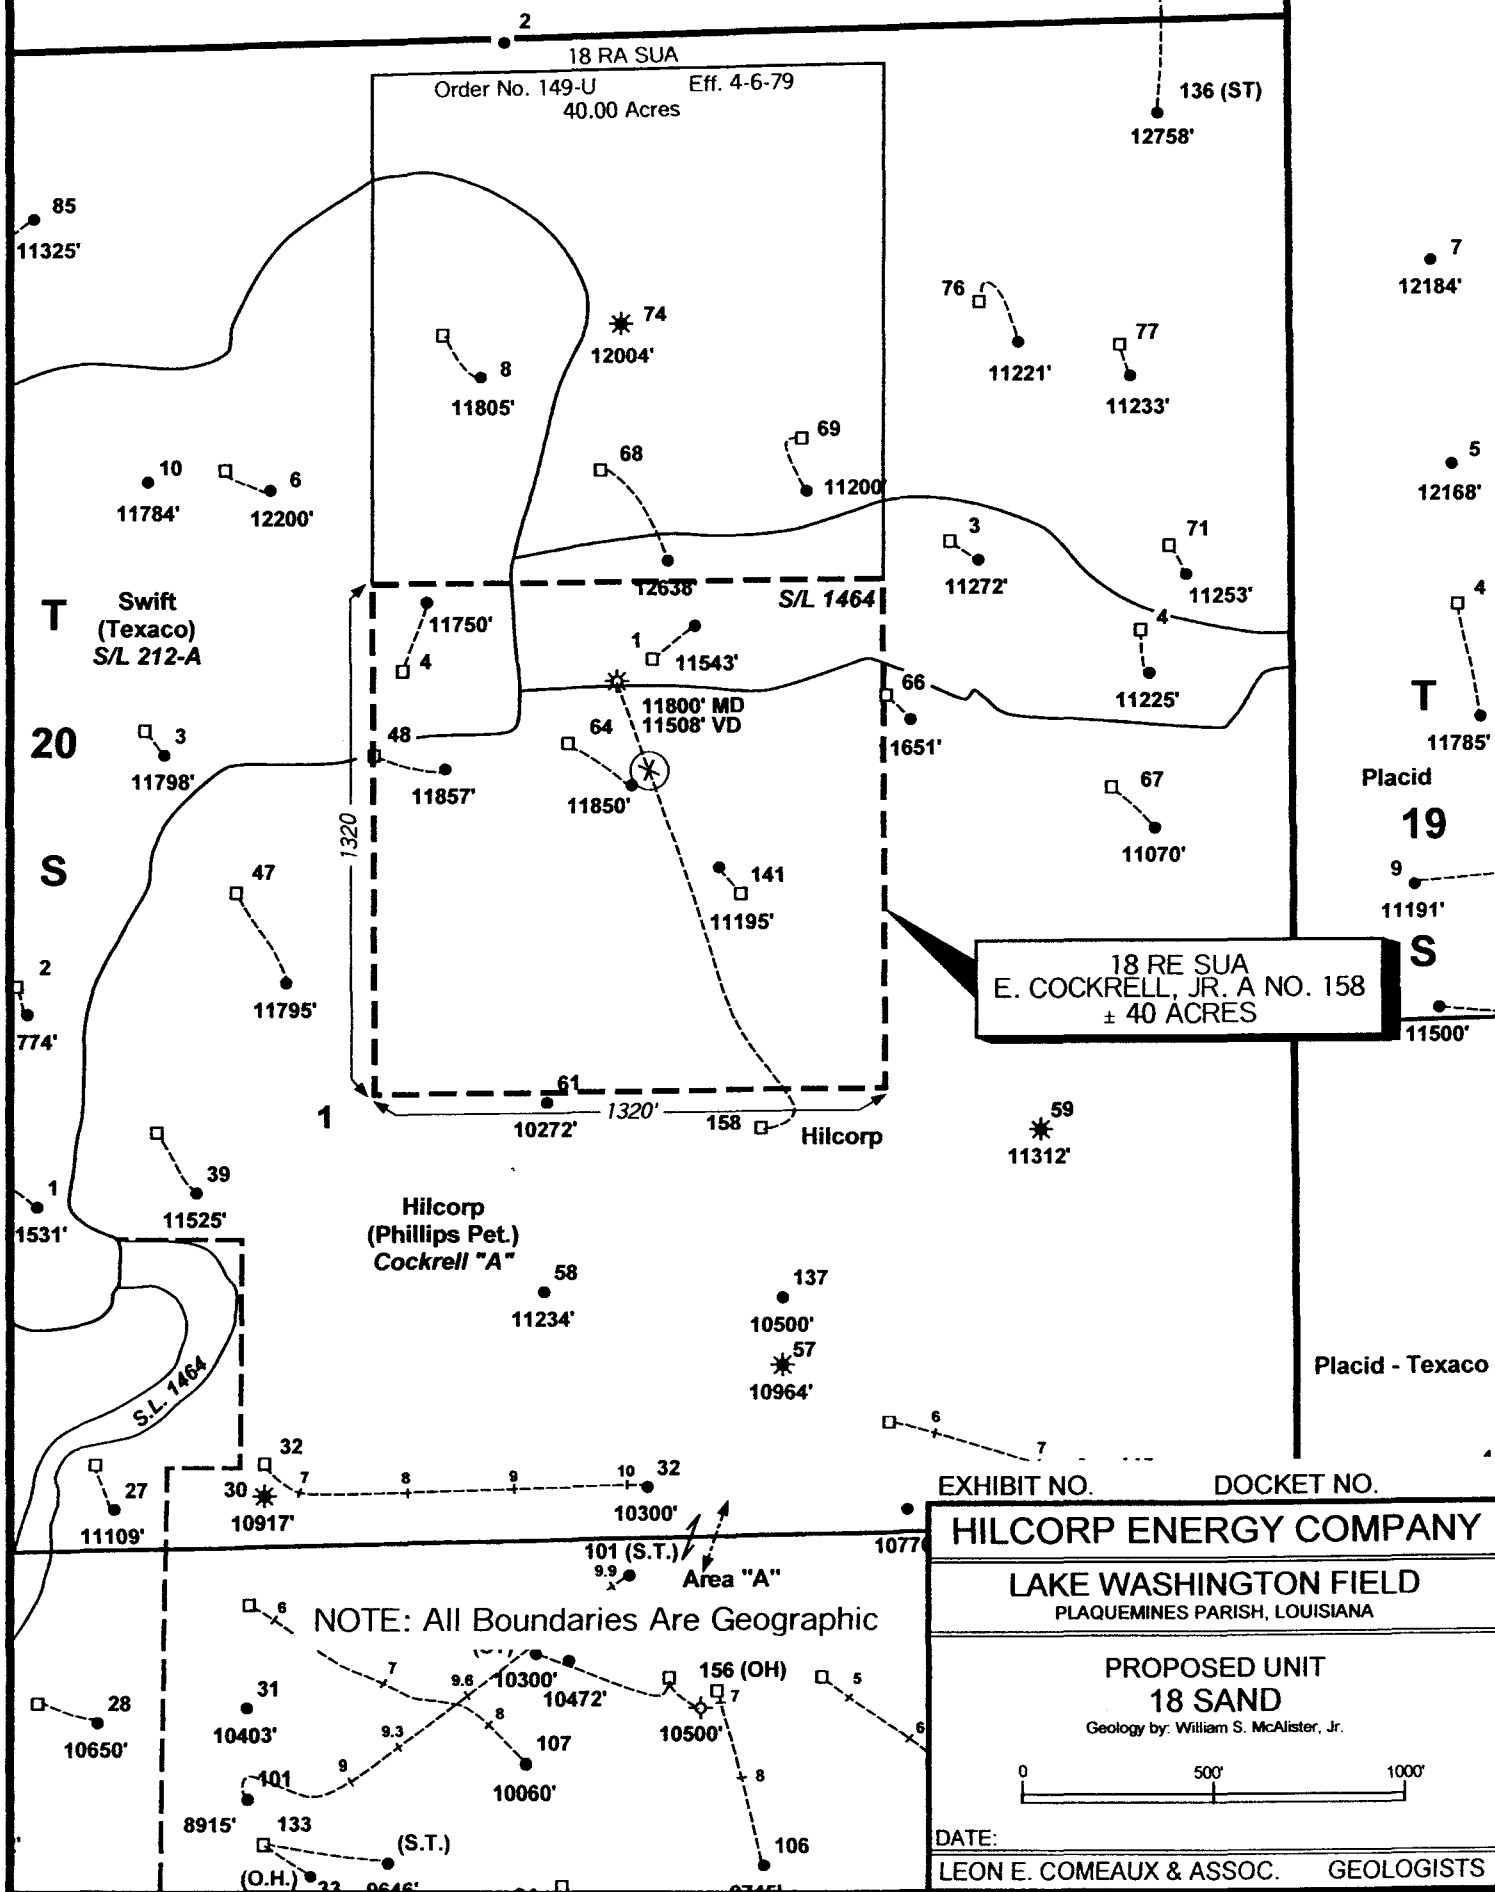 2
18 RA SUA
Order No. 149-U Eff. 4-6-79
40.00 Acres
136 (ST)
12758'
85
11325'
7
12184'
74
12004'
8
11805'
76
11221'
77
11233'
69
11200'
68
12638'
10
11784'
6
12200'
5
12168'
3
11272'
71
11253'
T
Swift
(Texaco)
S/L 212-A
S/L 1464
11750'
4
1
11543'
4
11225'
4
11785'
T
66
1651'
11800' MD
11508' VD
20
3
11798'
48
11857'
64
11850'
1320
67
11070'
Placid
19
9
11191'
S
47
11795'
141
11195'
S
2
774'
18 RE SUA
E. COCKRELL, JR. A NO. 158
± 40 ACRES
11500'
1
61
10272'
1320'
158
Hilcorp
59
11312'
39
11525'
1
1531'
Hilcorp
(Phillips Pet.)
Cockrell "A"
58
11234'
137
10500'
57
10964'
Placid - Texaco
S.L. 1464
6
7
32
7
8
9
10
32
10300'
30
10917'
27
11109'
1077
101 (S.T.)
9.9
Area "A"
NOTE: All Boundaries Are Geographic
6
7
8
9
9.3
9.6
10300'
10472'
156 (OH)
7
10500'
5
6
31
10403'
28
10650'
107
10060'
101
8915'
8
133
(S.T.)
9646'
(O.H.)
33
106
EXHIBIT NO. DOCKET NO.
HILCORP ENERGY COMPANY
LAKE WASHINGTON FIELD
PLAQUEMINES PARISH, LOUISIANA
PROPOSED UNIT
18 SAND
Geology by: William S. McAlister, Jr.
0 500' 1000'
DATE:
LEON E. COMEAUX & ASSOC. GEOLOGISTS